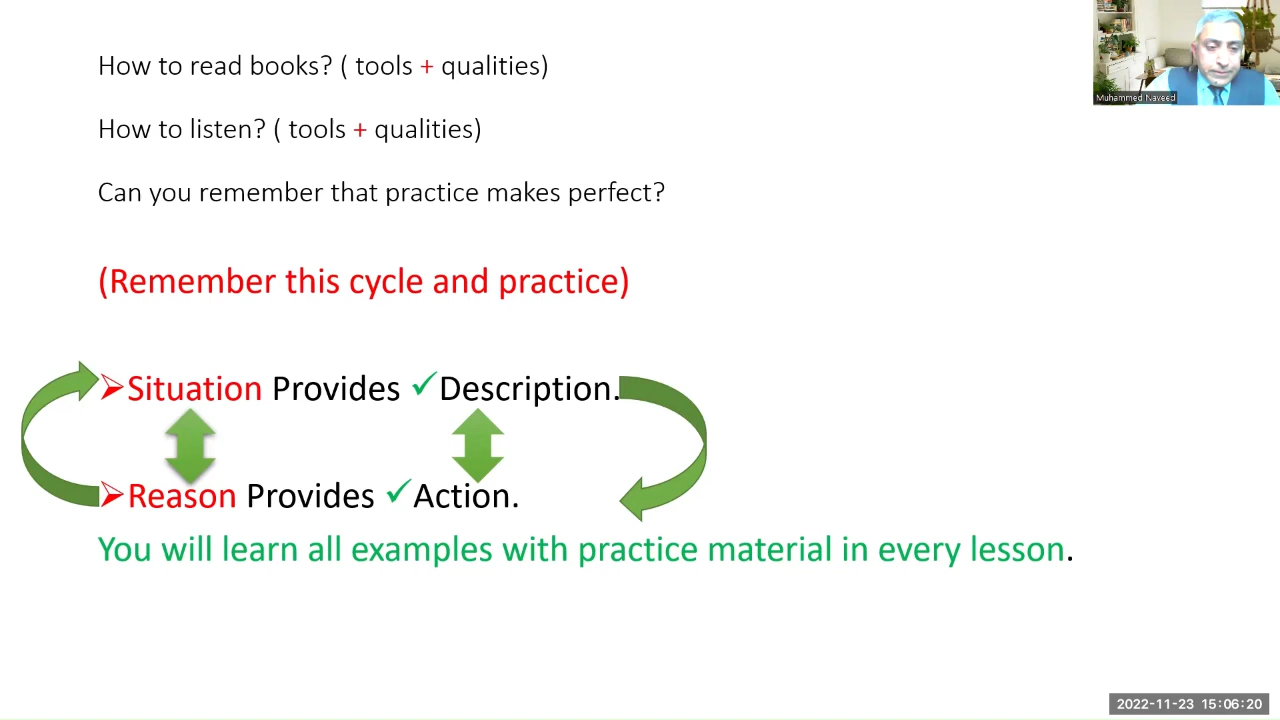 How to read books? ( tools + qualities)
Muhammed Naveed
How to listen? ( tools + qualities)
Can you remember that practice makes perfect?
(Remember this cycle and practice)
➢Situation Provides ✓Description.
➢Reason Provides ✓Action.
You will learn all examples with practice material in every lesson.
2022-11-23 15:06:20